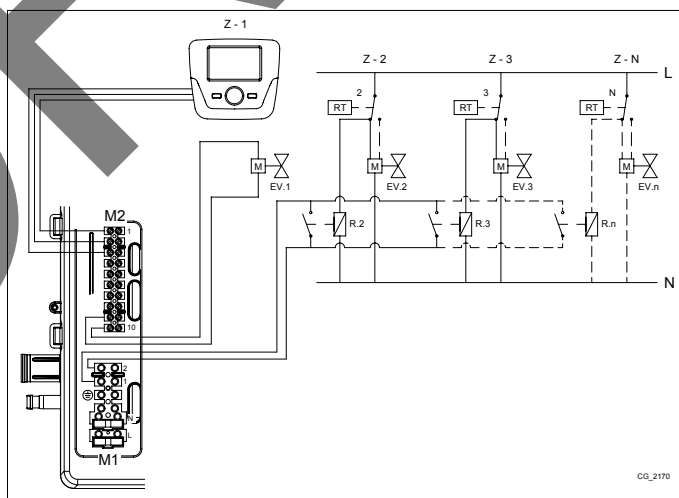 Z - 1
Z - 2
Z - 3
Z - N
L
2
3
N
RT
RT
RT
M
M
M
M
EV.1
EV.2
EV.3
EV.n
M2
1
R.2
R.3
R.n
N
10
2
1
N
L
M1
CG_2170